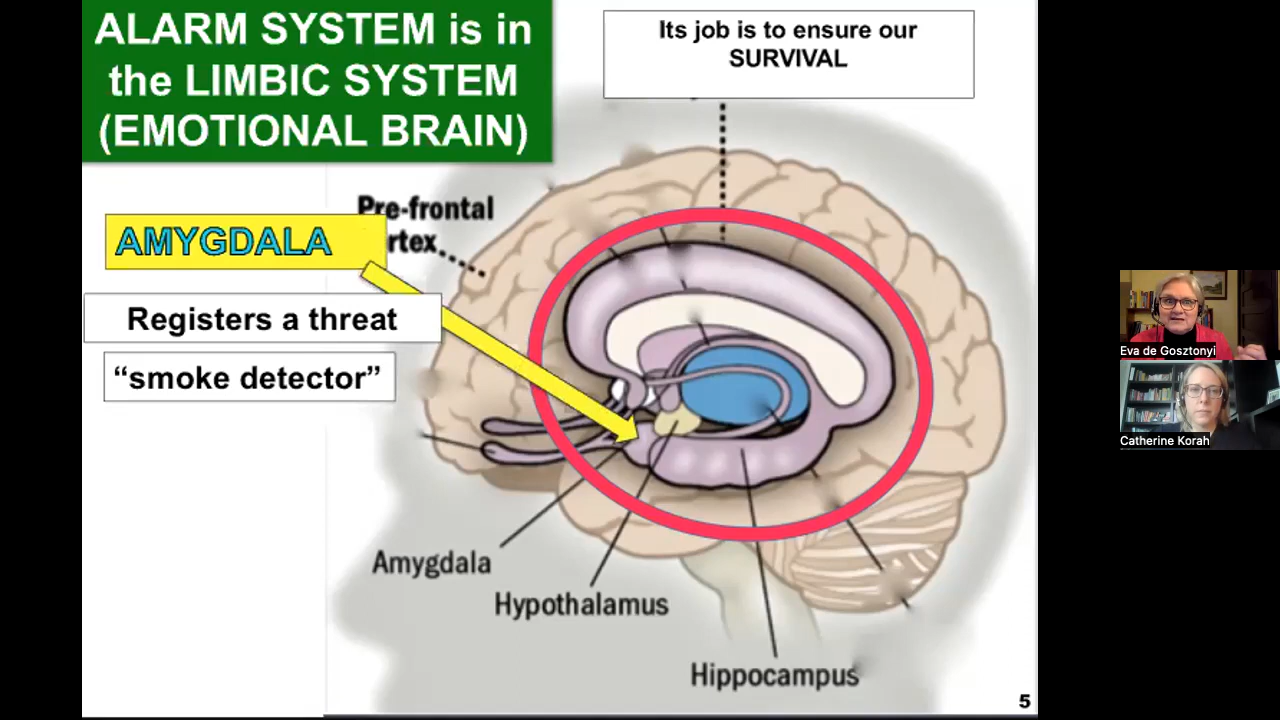 ALARM SYSTEM is in
the LIMBIC SYSTEM
(EMOTIONAL BRAIN)
Its job is to ensure our
SURVIVAL
Pre-frontal
rtex
AMYGDALA
Registers a threat
“smoke detector”
Amygdala
Hypothalamus
Hippocampus
5
Eva de Gosztonyi
Catherine Korah